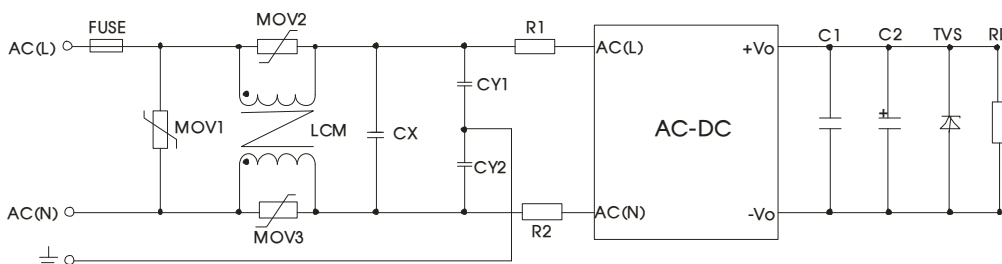 FUSE
MOV2
R1
C1
C2
TVS
AC(L)
AC(L)
+Vo
CY1
MOV1
LCM
CX
AC-DC
+
CY2
AC(N)
AC(N)
-Vo
MOV3
R2